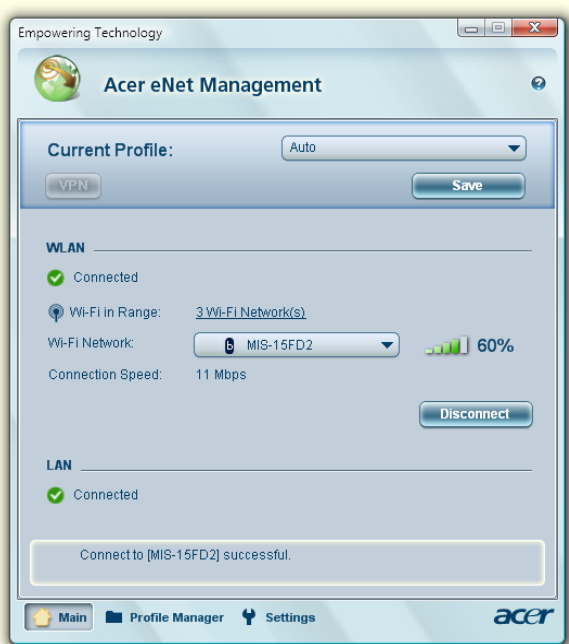 Empowering Technology
Acer eNet Management
Current Profile: Auto
VPN Save
WLAN
Connected
Wi-Fi in Range: 3 Wi-Fi Network(s)
Wi-Fi Network: b MIS-15FD2 60%
Connection Speed: 11 Mbps
Disconnect
LAN
Connected
Connect to [MIS-15FD2] successful.
Main Profile Manager Settings acer